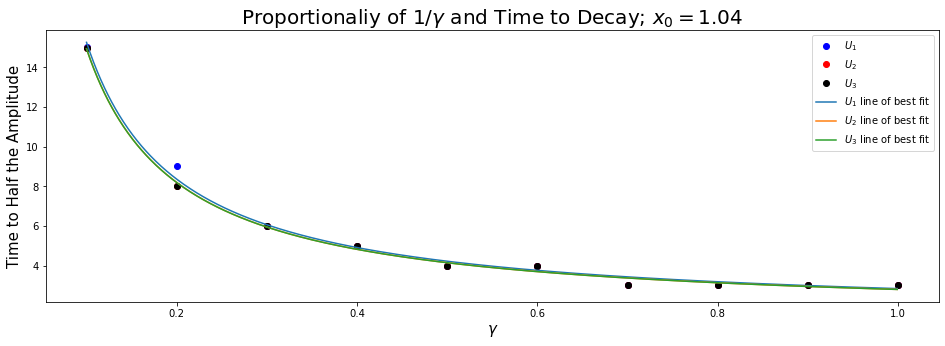 Proportionaliy of 1/γ and Time to Decay; x₀ = 1.04
Time to Half the Amplitude
14
12
10
8
6
4
0.2
0.4
0.6
0.8
1.0
γ
U₁
U₂
U₃
U₁ line of best fit
U₂ line of best fit
U₃ line of best fit